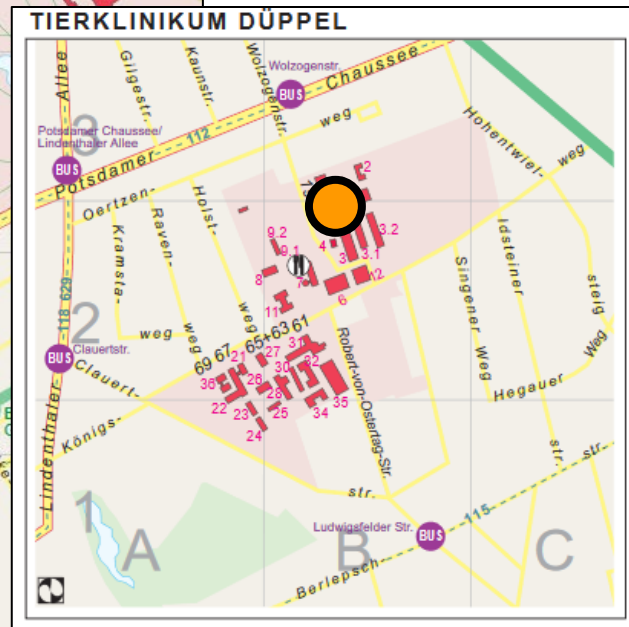 TIERKLINIKUM DÜPPEL
Wolzogenstr.
BUS
Chaussee
Allee
Gilgestr.
Kaunstr.
Wolzogenstr.
weg
Potsdamer Chaussee/
Lindenthaler Allee
BUS
3
112
Potsdamer
Hohentwiel-
weg
Oertzen-
Holst-
Raven-
Kramsta-
2
9.2
9.1
8
7
11
4
3
3.1
3.2
6
12
Idsteiner
Singener Weg
steig
Weg
Hegauer
118 629
2
weg
weg
weg
Clauertstr.
BUS
Clauert-
Königs-
69 67 65+63 61
36
21
27
31
32
26
30
28
22
23
24
25
34
35
Robert-von-Ostertag-Str.
Lindenthaler
1
A
B
C
str.
str.
str.
Ludwigsfelder Str.
BUS
115
Berlepsch-